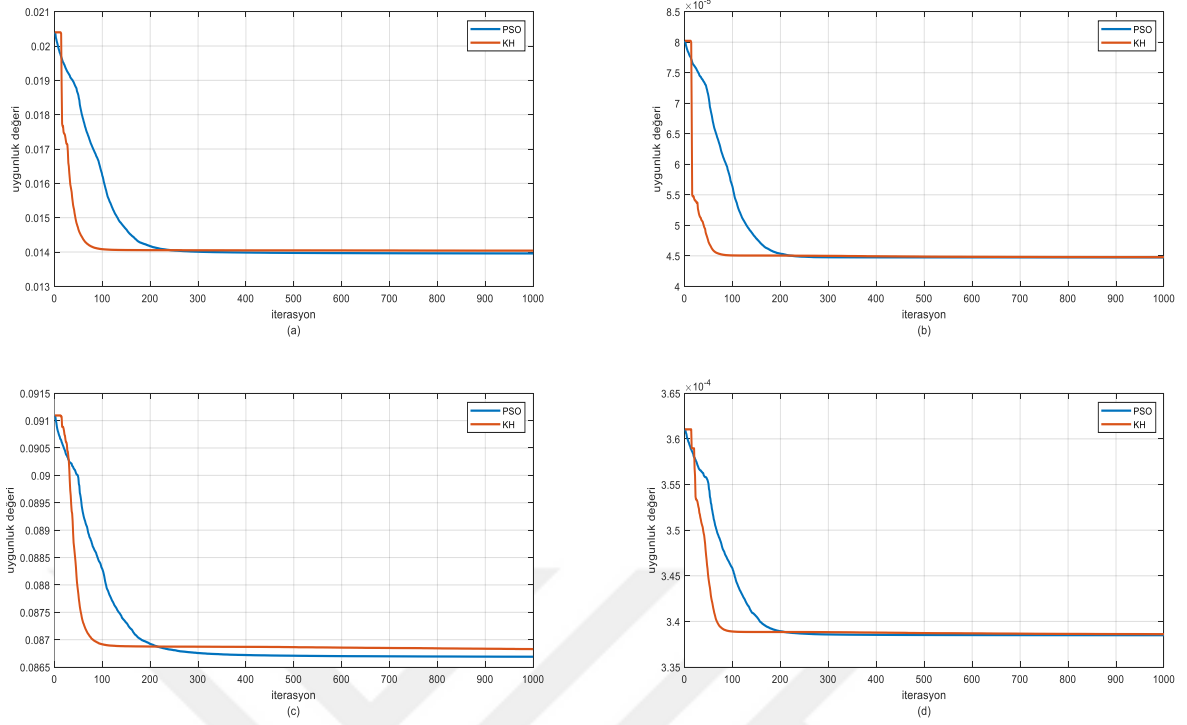 0.021
0.02
0.019
0.018
0.017
0.016
0.015
0.014
0.013
uygunluk değeri
PSO
KH
0 100 200 300 400 500 600 700 800 900 1000
iterasyon
(a)
×10⁻⁵
8.5
8
7.5
7
6.5
6
5.5
5
4.5
4
uygunluk değeri
PSO
KH
0 100 200 300 400 500 600 700 800 900 1000
iterasyon
(b)
0.0915
0.091
0.0905
0.09
0.0895
0.089
0.0885
0.088
0.0875
0.087
0.0865
uygunluk değeri
PSO
KH
0 100 200 300 400 500 600 700 800 900 1000
iterasyon
(c)
×10⁻⁴
3.65
3.6
3.55
3.5
3.45
3.4
3.35
uygunluk değeri
PSO
KH
0 100 200 300 400 500 600 700 800 900 1000
iterasyon
(d)